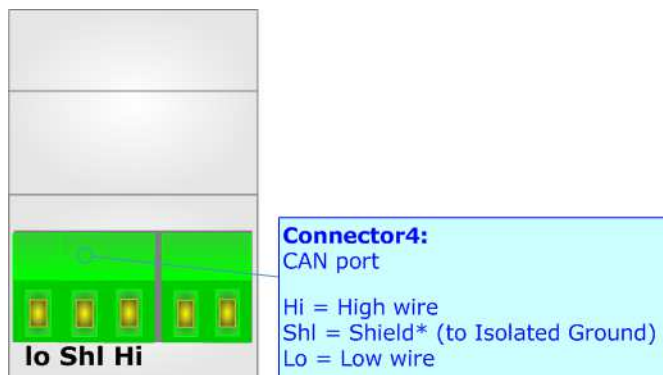 Connector4:
CAN port
Hi = High wire
Shl = Shield* (to Isolated Ground)
Lo = Low wire
lo Shl Hi